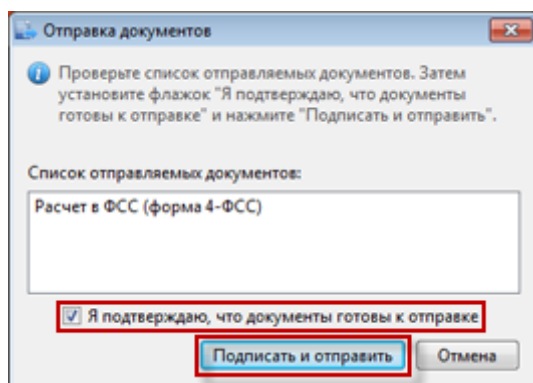 Отправка документов
Проверьте список отправляемых документов. Затем
установите флажок "Я подтверждаю, что документы
готовы к отправке" и нажмите "Подписать и отправить".
Список отправляемых документов:
Расчет в ФСС (форма 4-ФСС)
Я подтверждаю, что документы готовы к отправке
Подписать и отправить Отмена